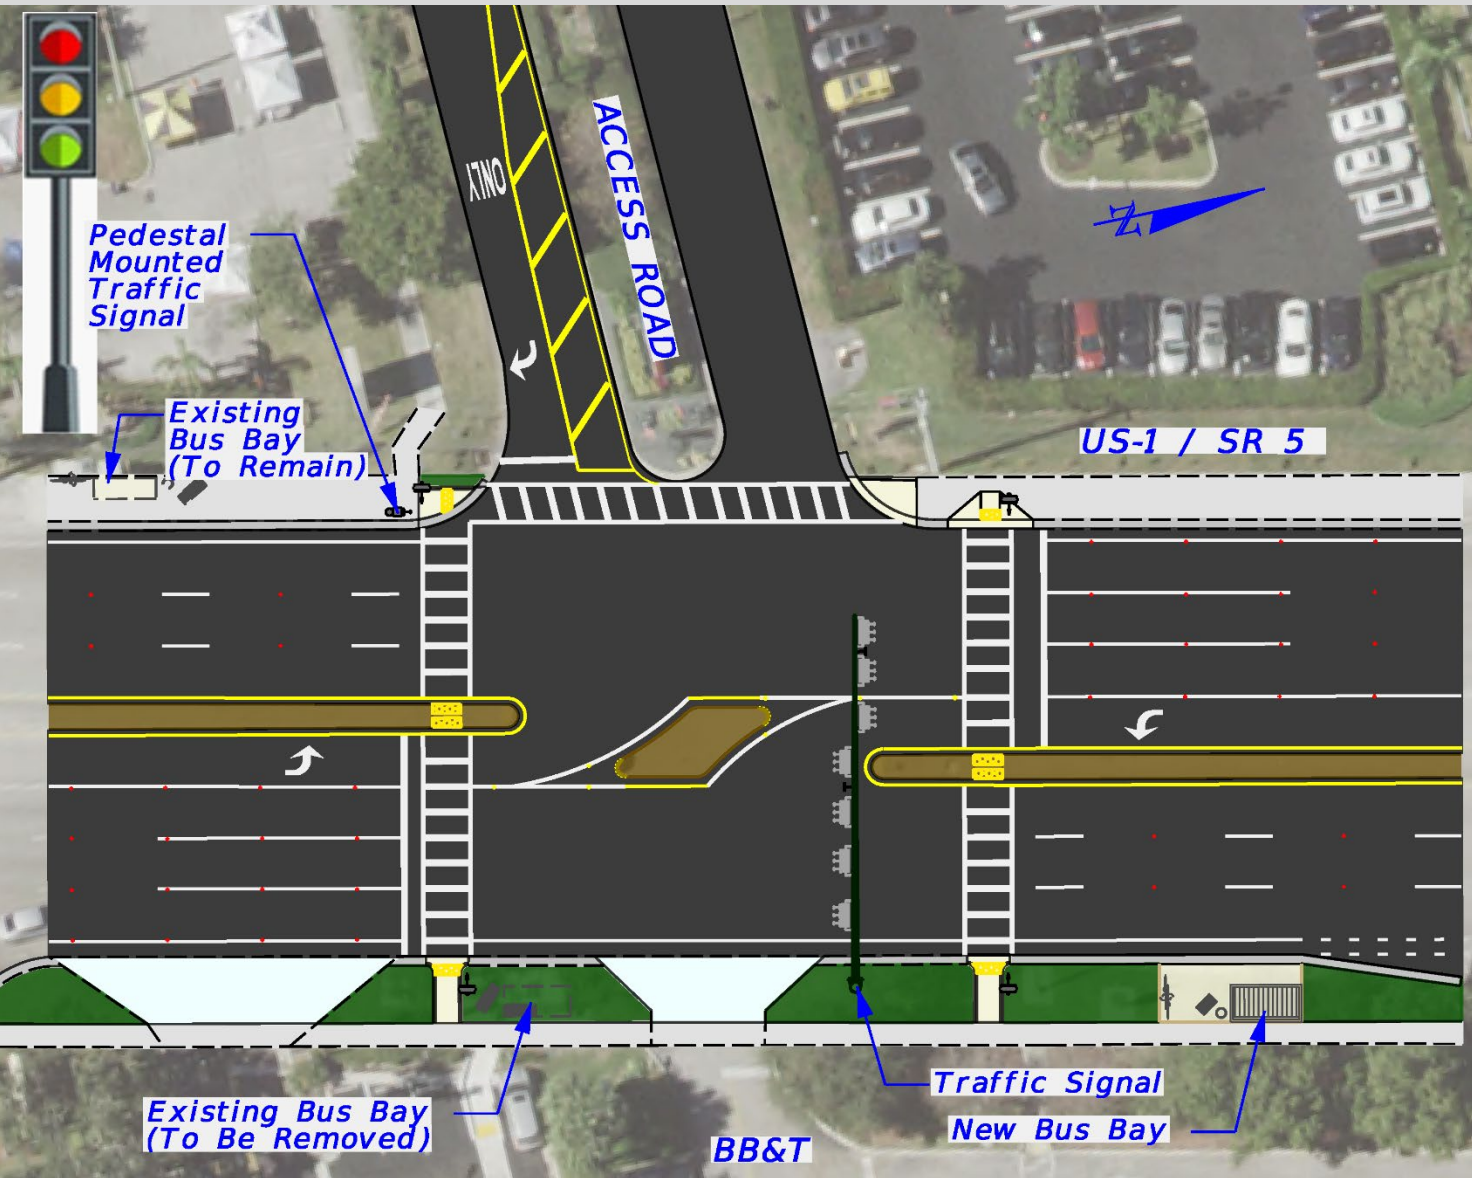 ONLY
ACCESS ROAD
Z
Pedestal
Mounted
Traffic
Signal
Existing
Bus Bay
(To Remain)
US-1 / SR 5
Traffic Signal
New Bus Bay
Existing Bus Bay
(To Be Removed)
BB&T